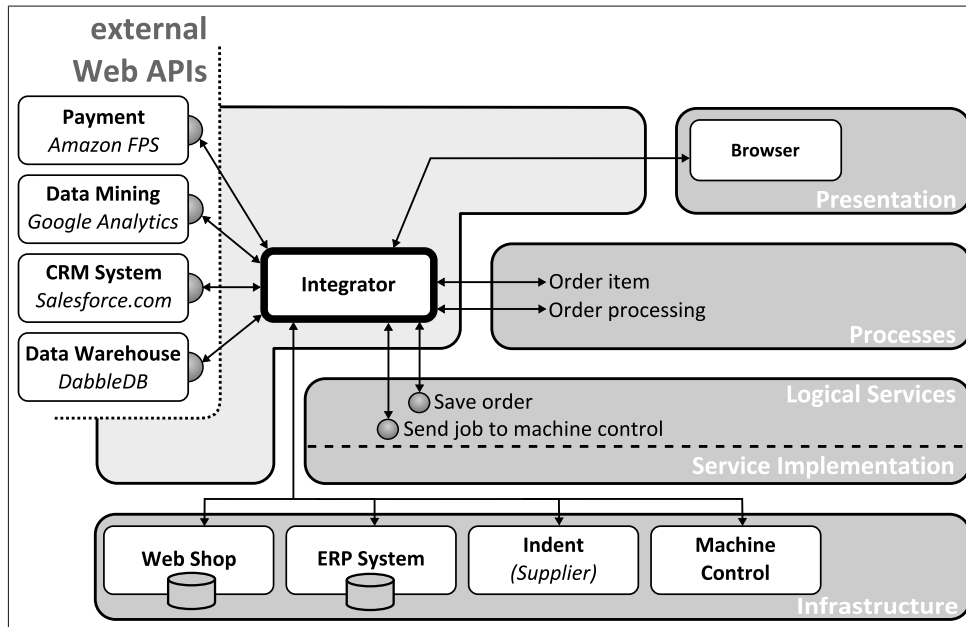 external
Web APIs
Payment
Amazon FPS
Data Mining
Google Analytics
CRM System
Salesforce.com
Data Warehouse
DabbleDB
Integrator
Browser
Presentation
Order item
Order processing
Processes
Logical Services
Save order
Send job to machine control
Service Implementation
Web Shop
ERP System
Indent
(Supplier)
Machine
Control
Infrastructure